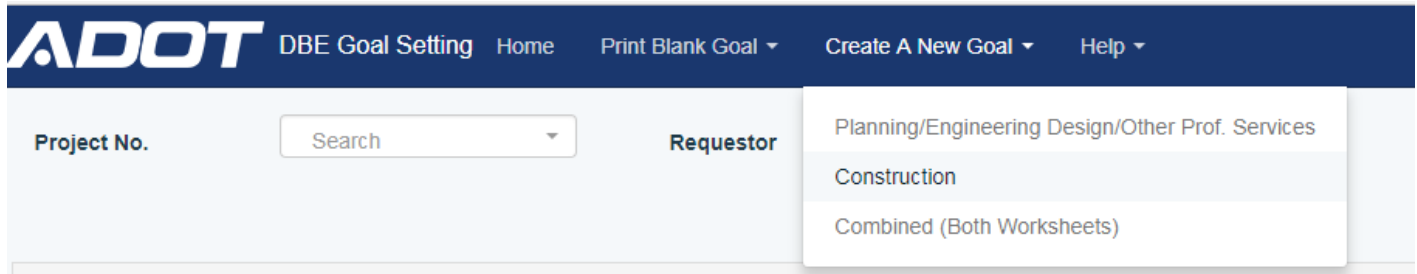 ADOT DBE Goal Setting Home Print Blank Goal Create A New Goal Help
Project No. Search Requestor
Planning/Engineering Design/Other Prof. Services
Construction
Combined (Both Worksheets)